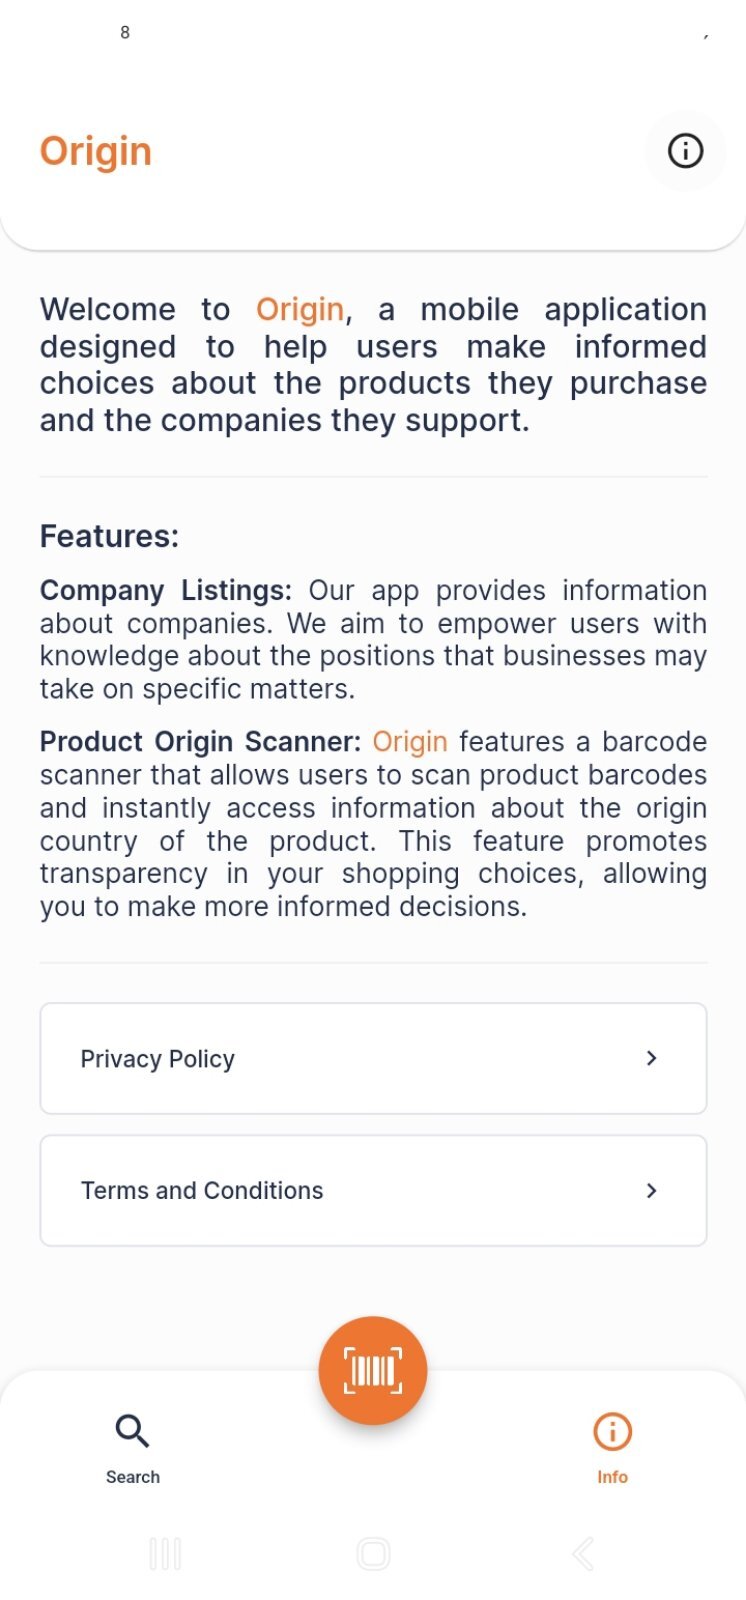 8
Origin
Welcome to Origin, a mobile application
designed to help users make informed
choices about the products they purchase
and the companies they support.
Features:
Company Listings: Our app provides information
about companies. We aim to empower users with
knowledge about the positions that businesses may
take on specific matters.
Product Origin Scanner: Origin features a barcode
scanner that allows users to scan product barcodes
and instantly access information about the origin
country of the product. This feature promotes
transparency in your shopping choices, allowing
you to make more informed decisions.
Privacy Policy
Terms and Conditions
Search
Info